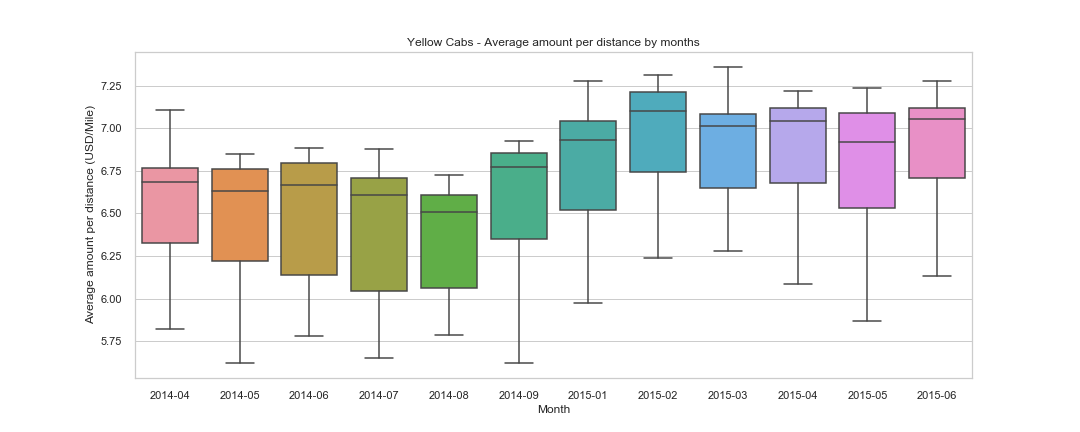 Yellow Cabs - Average amount per distance by months
Average amount per distance (USD/Mile)
7.25
7.00
6.75
6.50
6.25
6.00
5.75
2014-04 2014-05 2014-06 2014-07 2014-08 2014-09 2015-01 2015-02 2015-03 2015-04 2015-05 2015-06
Month